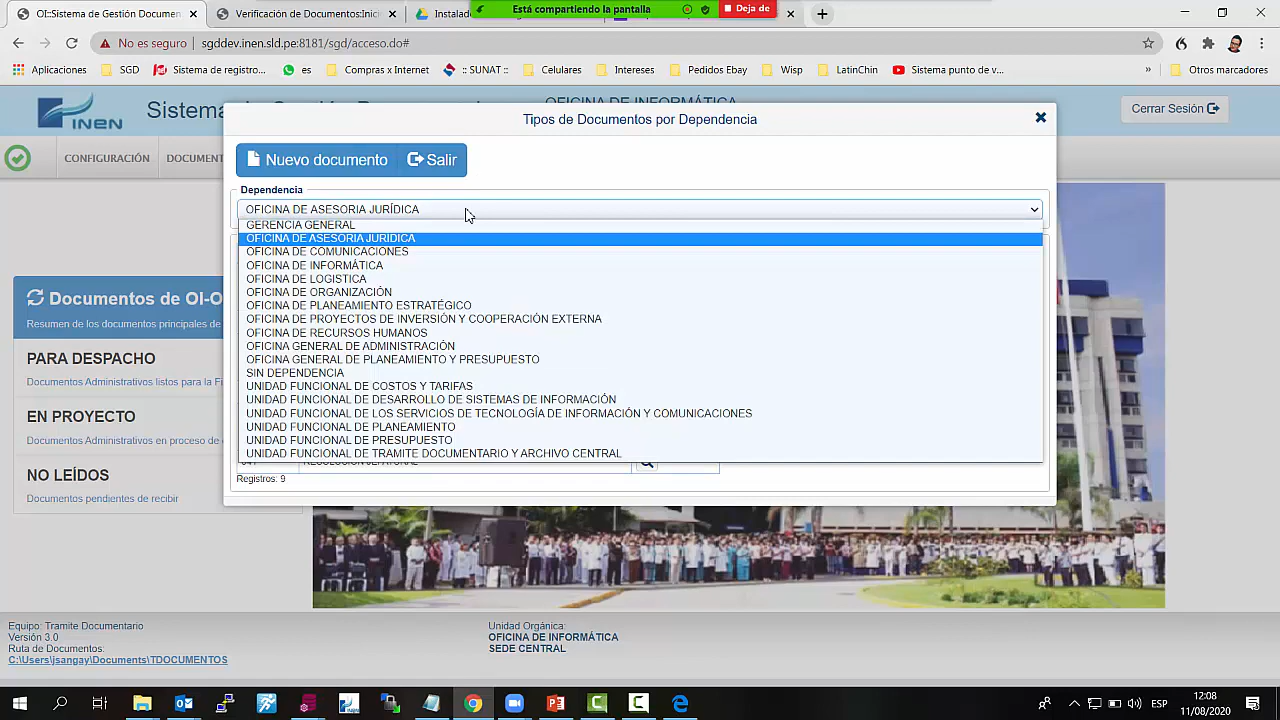 OI:Sistema de Gestión Documen
Verificación de Documentos:Inici
Instalado
Está compartiendo la pantalla
Deja de
No es seguro
sgddev.inen.sld.pe:8181/sgd/acceso.do#
Aplicaciones
SGD
Sistema de registro...
es
Compras x Internet
:: SUNAT ::
Celulares
Intereses
Pedidos Ebay
Wisp
LatinChin
Sistema punto de v...
»
Otros marcadores
INEN
Sistema
OFICINA DE INFORMÁTICA
Cerrar Sesión
CONFIGURACIÓN
DOCUMENT
Tipos de Documentos por Dependencia
Nuevo documento
Salir
Dependencia
OFICINA DE ASESORIA JURÍDICA
GERENCIA GENERAL
OFICINA DE ASESORIA JURÍDICA
OFICINA DE COMUNICACIONES
OFICINA DE INFORMÁTICA
OFICINA DE LOGISTICA
OFICINA DE ORGANIZACIÓN
OFICINA DE PLANEAMIENTO ESTRATÉGICO
OFICINA DE PROYECTOS DE INVERSIÓN Y COOPERACIÓN EXTERNA
OFICINA DE RECURSOS HUMANOS
OFICINA GENERAL DE ADMINISTRACIÓN
OFICINA GENERAL DE PLANEAMIENTO Y PRESUPUESTO
SIN DEPENDENCIA
UNIDAD FUNCIONAL DE COSTOS Y TARIFAS
UNIDAD FUNCIONAL DE DESARROLLO DE SISTEMAS DE INFORMACIÓN
UNIDAD FUNCIONAL DE LOS SERVICIOS DE TECNOLOGÍA DE INFORMACIÓN Y COMUNICACIONES
UNIDAD FUNCIONAL DE PLANEAMIENTO
UNIDAD FUNCIONAL DE PRESUPUESTO
UNIDAD FUNCIONAL DE TRAMITE DOCUMENTARIO Y ARCHIVO CENTRAL
RESOLUCION JEFATURAL
Registros: 9
Documentos de OI-O
Resumen de los documentos principales de
PARA DESPACHO
Documentos Administrativos listos para la Fi
EN PROYECTO
Documentos Administrativos en proceso de
NO LEÍDOS
Documentos pendientes de recibir
Equipo: Tramite Documentario
Versión 3.0
Ruta de Documentos:
C:\Users\jsangay\Documents\TDOCUMENTOS
Unidad Orgánica:
OFICINA DE INFORMÁTICA
SEDE CENTRAL
ESP
12:08
11/08/2020